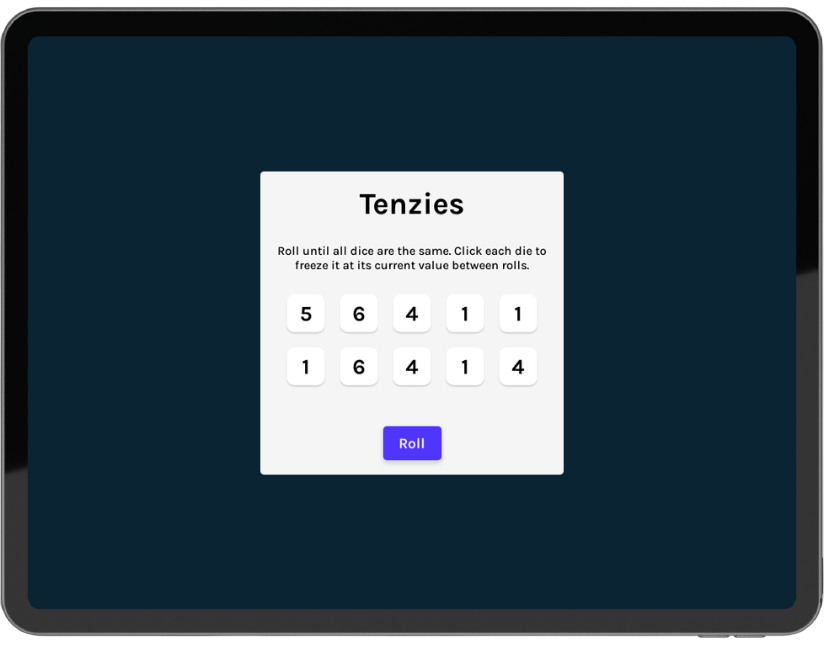 Tenzies
Roll until all dice are the same. Click each die to
freeze it at its current value between rolls.
5 6 4 1 1
1 6 4 1 4
Roll